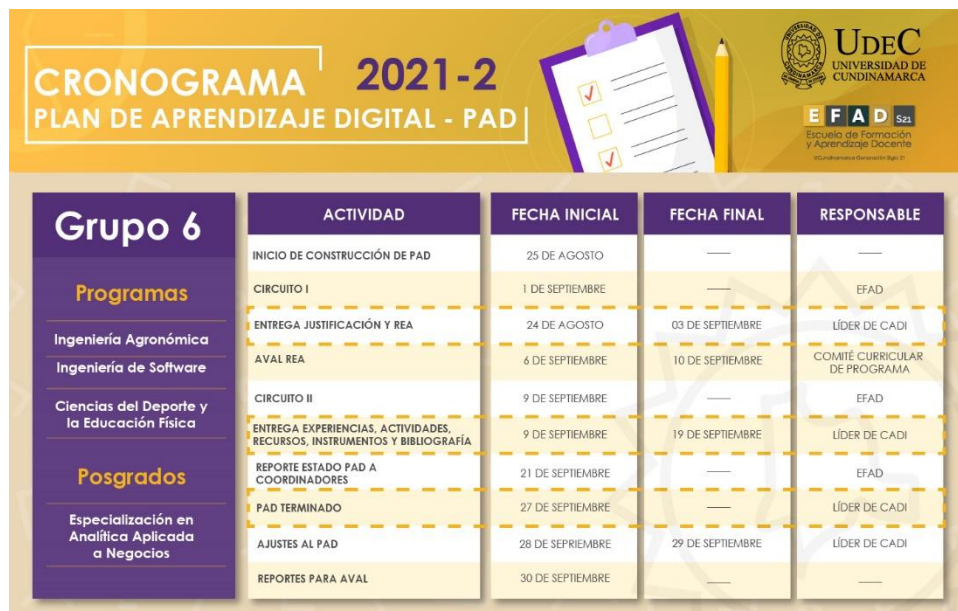 CRONOGRAMA 2021-2
PLAN DE APRENDIZAJE DIGITAL - PAD
UDEC
UNIVERSIDAD DE
CUNDINAMARCA
EFAD S21
Escuela de Formación
y Aprendizaje Docente
Grupo 6
Programas
Ingeniería Agronómica
Ingeniería de Software
Ciencias del Deporte y
la Educación Física
Posgrados
Especialización en
Analítica Aplicada
a Negocios
ACTIVIDAD FECHA INICIAL FECHA FINAL RESPONSABLE
INICIO DE CONSTRUCCIÓN DE PAD 25 DE AGOSTO — —
CIRCUITO I 1 DE SEPTIEMBRE — EFAD
ENTREGA JUSTIFICACIÓN Y REA 24 DE AGOSTO 03 DE SEPTIEMBRE LÍDER DE CADI
AVAL REA 6 DE SEPTIEMBRE 10 DE SEPTIEMBRE COMITÉ CURRICULAR
DE PROGRAMA
CIRCUITO II 9 DE SEPTIEMBRE — EFAD
ENTREGA EXPERIENCIAS, ACTIVIDADES,
RECURSOS, INSTRUMENTOS Y BIBLIOGRAFÍA 9 DE SEPTIEMBRE 19 DE SEPTIEMBRE LÍDER DE CADI
REPORTE ESTADO PAD A
COORDINADORES 21 DE SEPTIEMBRE — EFAD
PAD TERMINADO 27 DE SEPTIEMBRE — LÍDER DE CADI
AJUSTES AL PAD 28 DE SEPRIEMBRE 29 DE SEPTIEMBRE LÍDER DE CADI
REPORTES PARA AVAL 30 DE SEPTIEMBRE — —